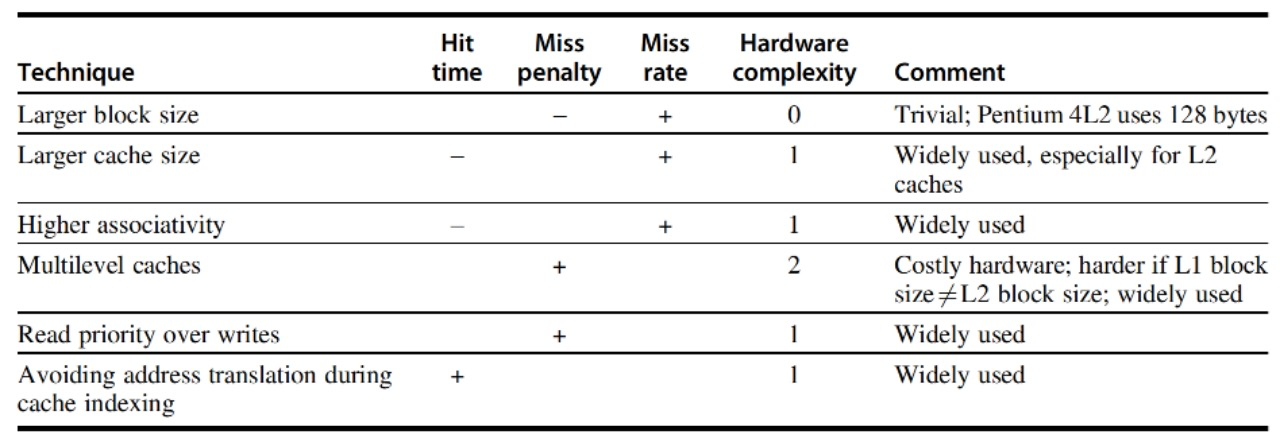 Technique Hit time Miss penalty Miss rate Hardware complexity Comment
Larger block size – + 0 Trivial; Pentium 4L2 uses 128 bytes
Larger cache size – + 1 Widely used, especially for L2
caches
Higher associativity – + 1 Widely used
Multilevel caches + 2 Costly hardware; harder if L1 block
size≠L2 block size; widely used
Read priority over writes + 1 Widely used
Avoiding address translation during + 1 Widely used
cache indexing